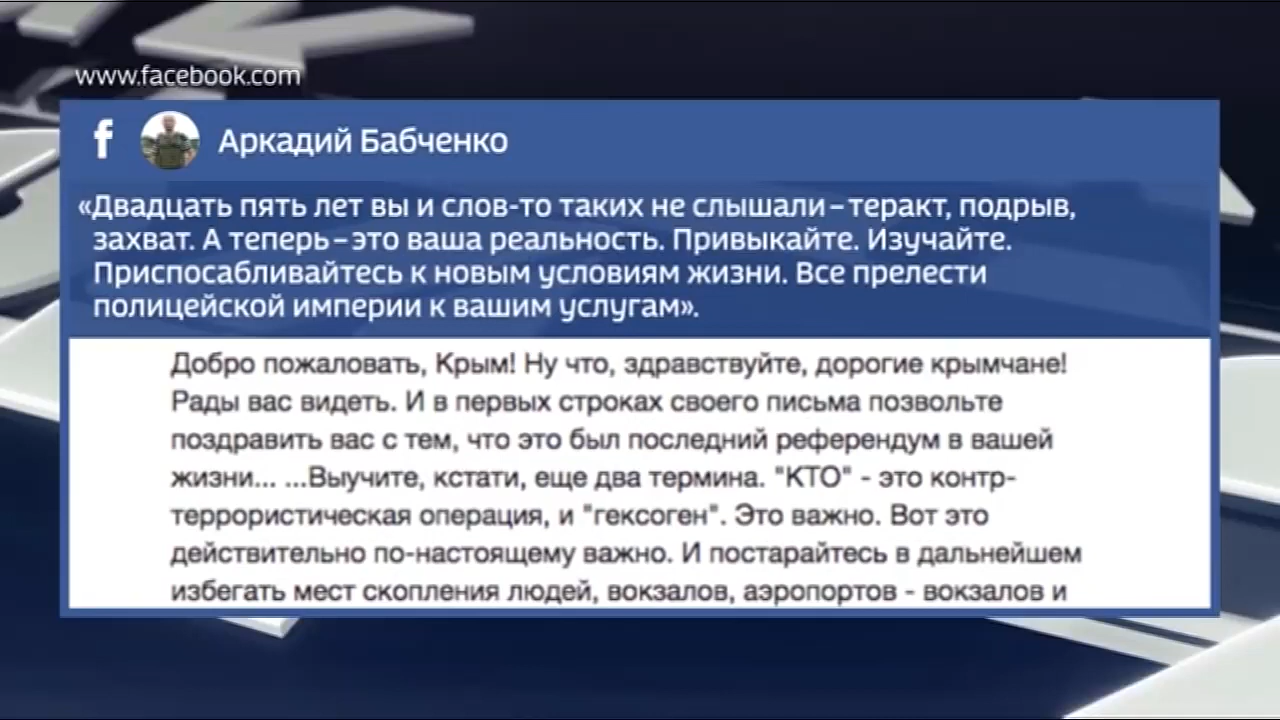 www.facebook.com
f Аркадий Бабченко
«Двадцать пять лет вы и слов-то таких не слышали – теракт, подрыв,
захват. А теперь – это ваша реальность. Привыкайте. Изучайте.
Приспосабливайтесь к новым условиям жизни. Все прелести
полицейской империи к вашим услугам».
Добро пожаловать, Крым! Ну что, здравствуйте, дорогие крымчане!
Рады вас видеть. И в первых строках своего письма позвольте
поздравить вас с тем, что это был последний референдум в вашей
жизни... ...Выучите, кстати, еще два термина. "КТО" - это контр-
террористическая операция, и "гексоген". Это важно. Вот это
действительно по-настоящему важно. И постарайтесь в дальнейшем
избегать мест скопления людей, вокзалов, аэропортов - вокзалов и